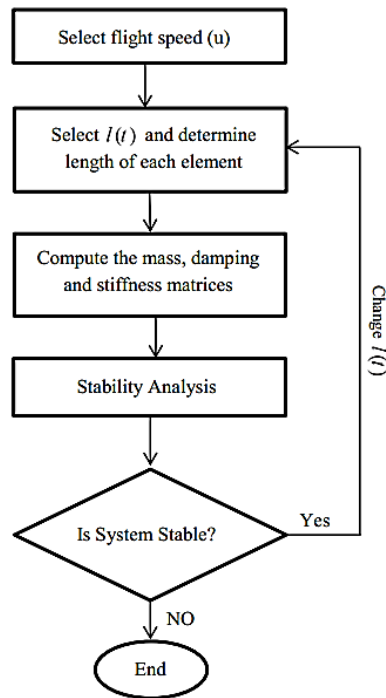 Select flight speed (u)
Select l(t) and determine
length of each element
Compute the mass, damping
and stiffness matrices
Stability Analysis
Is System Stable?
Yes
Change l(t)
NO
End